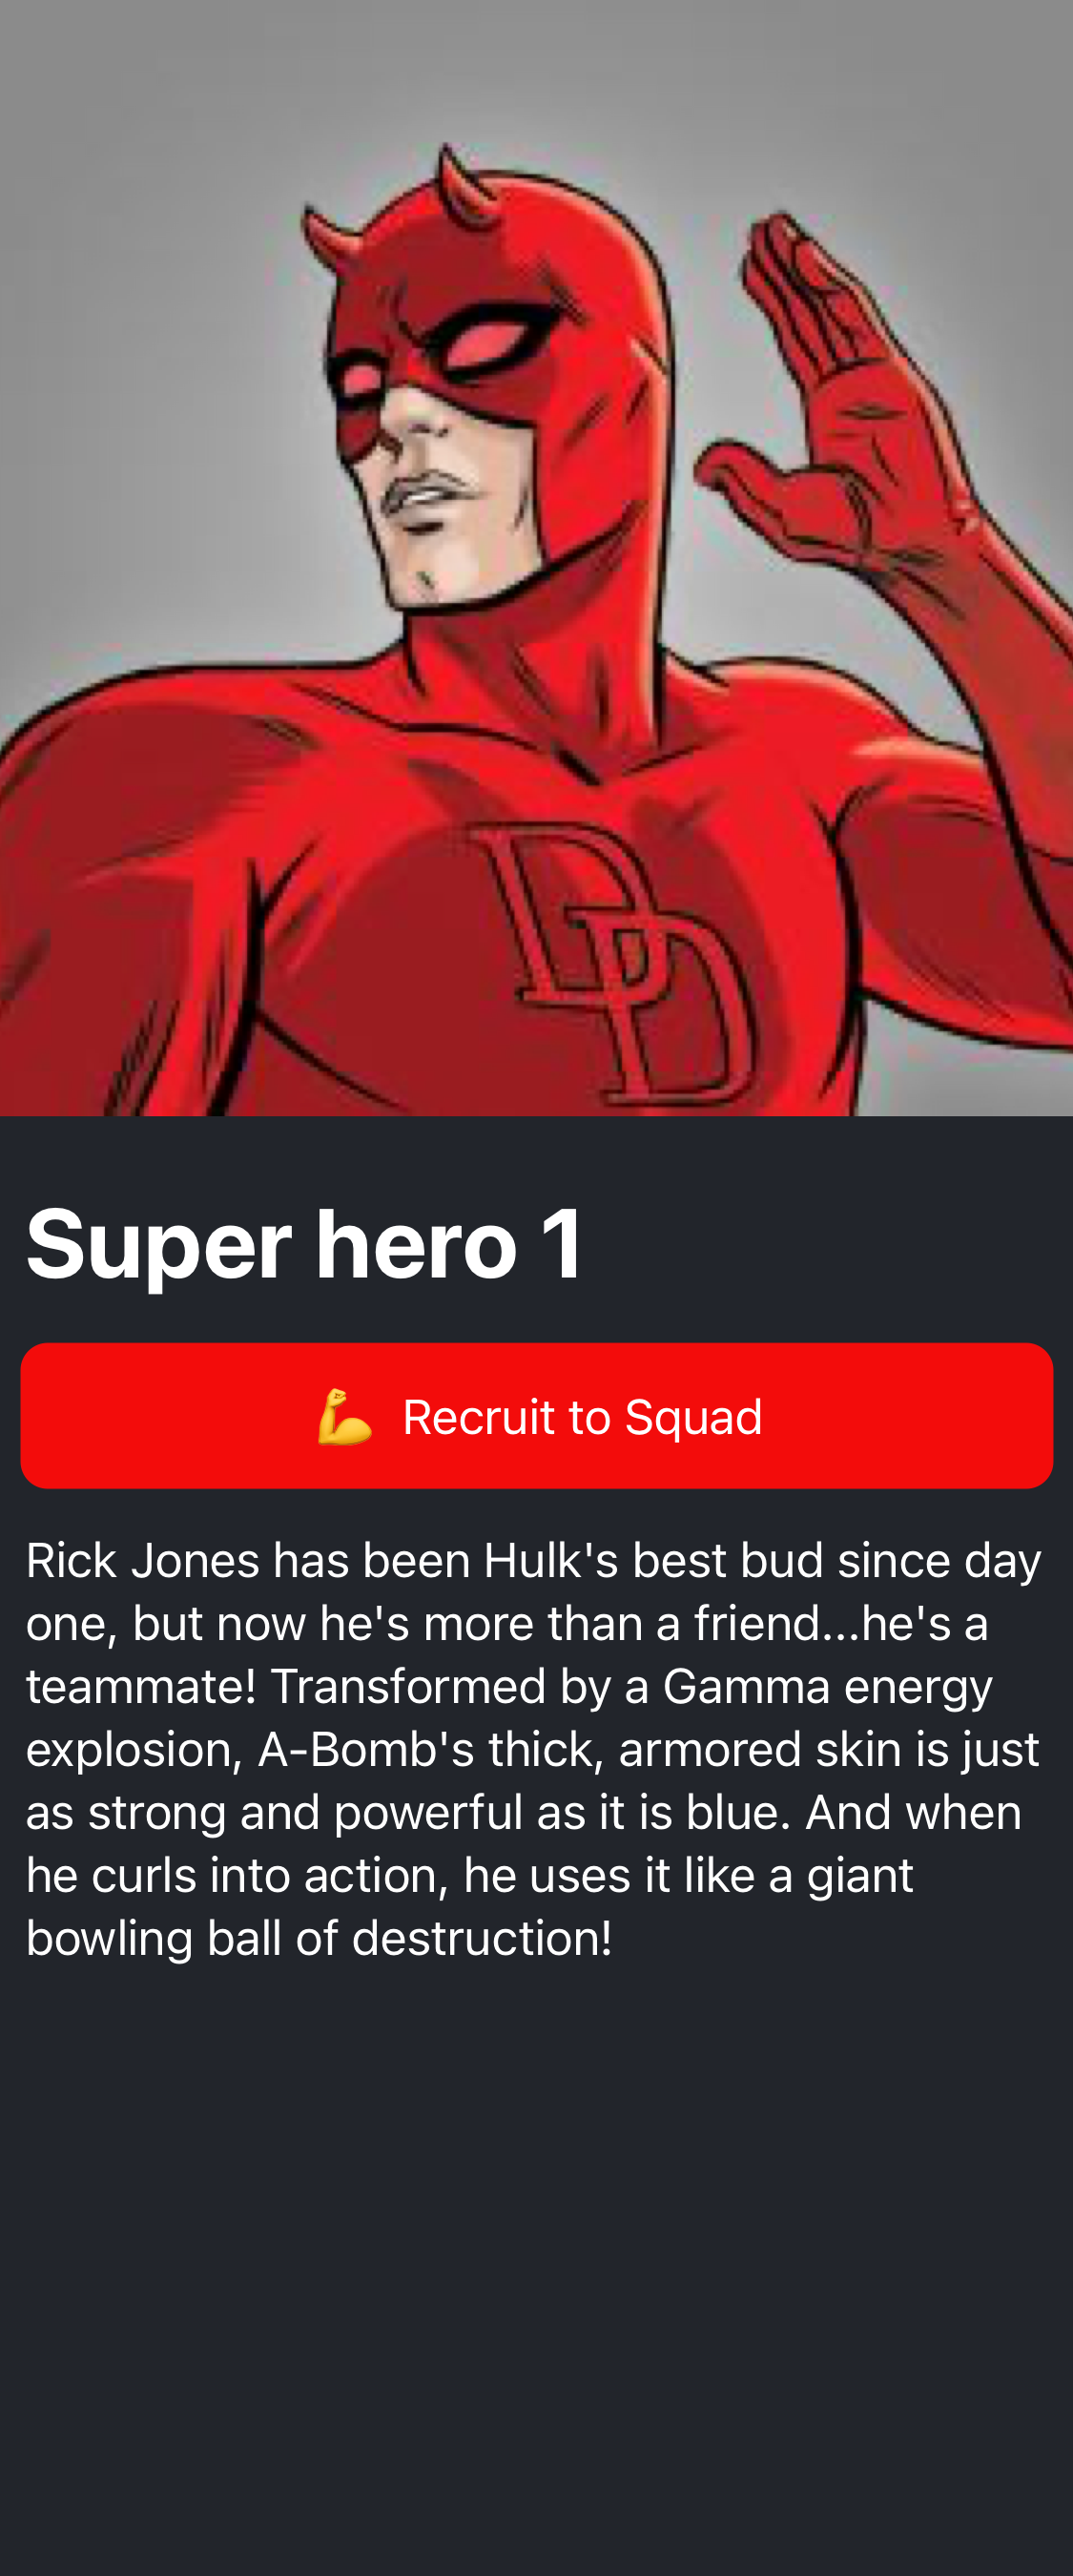 DD
Super hero 1
💪 Recruit to Squad
Rick Jones has been Hulk's best bud since day
one, but now he's more than a friend...he's a
teammate! Transformed by a Gamma energy
explosion, A-Bomb's thick, armored skin is just
as strong and powerful as it is blue. And when
he curls into action, he uses it like a giant
bowling ball of destruction!